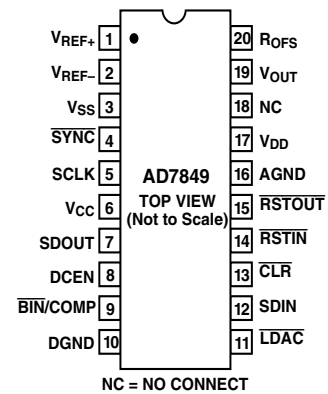 VREF+ 1 20 ROFS
VREF– 2 19 VOUT
VSS 3 18 NC
SYNC 4 17 VDD
SCLK 5 AD7849 16 AGND
VCC 6 TOP VIEW 15 RSTOUT
(Not to Scale)
SDOUT 7 14 RSTIN
DCEN 8 13 CLR
BIN/COMP 9 12 SDIN
DGND 10 11 LDAC
NC = NO CONNECT